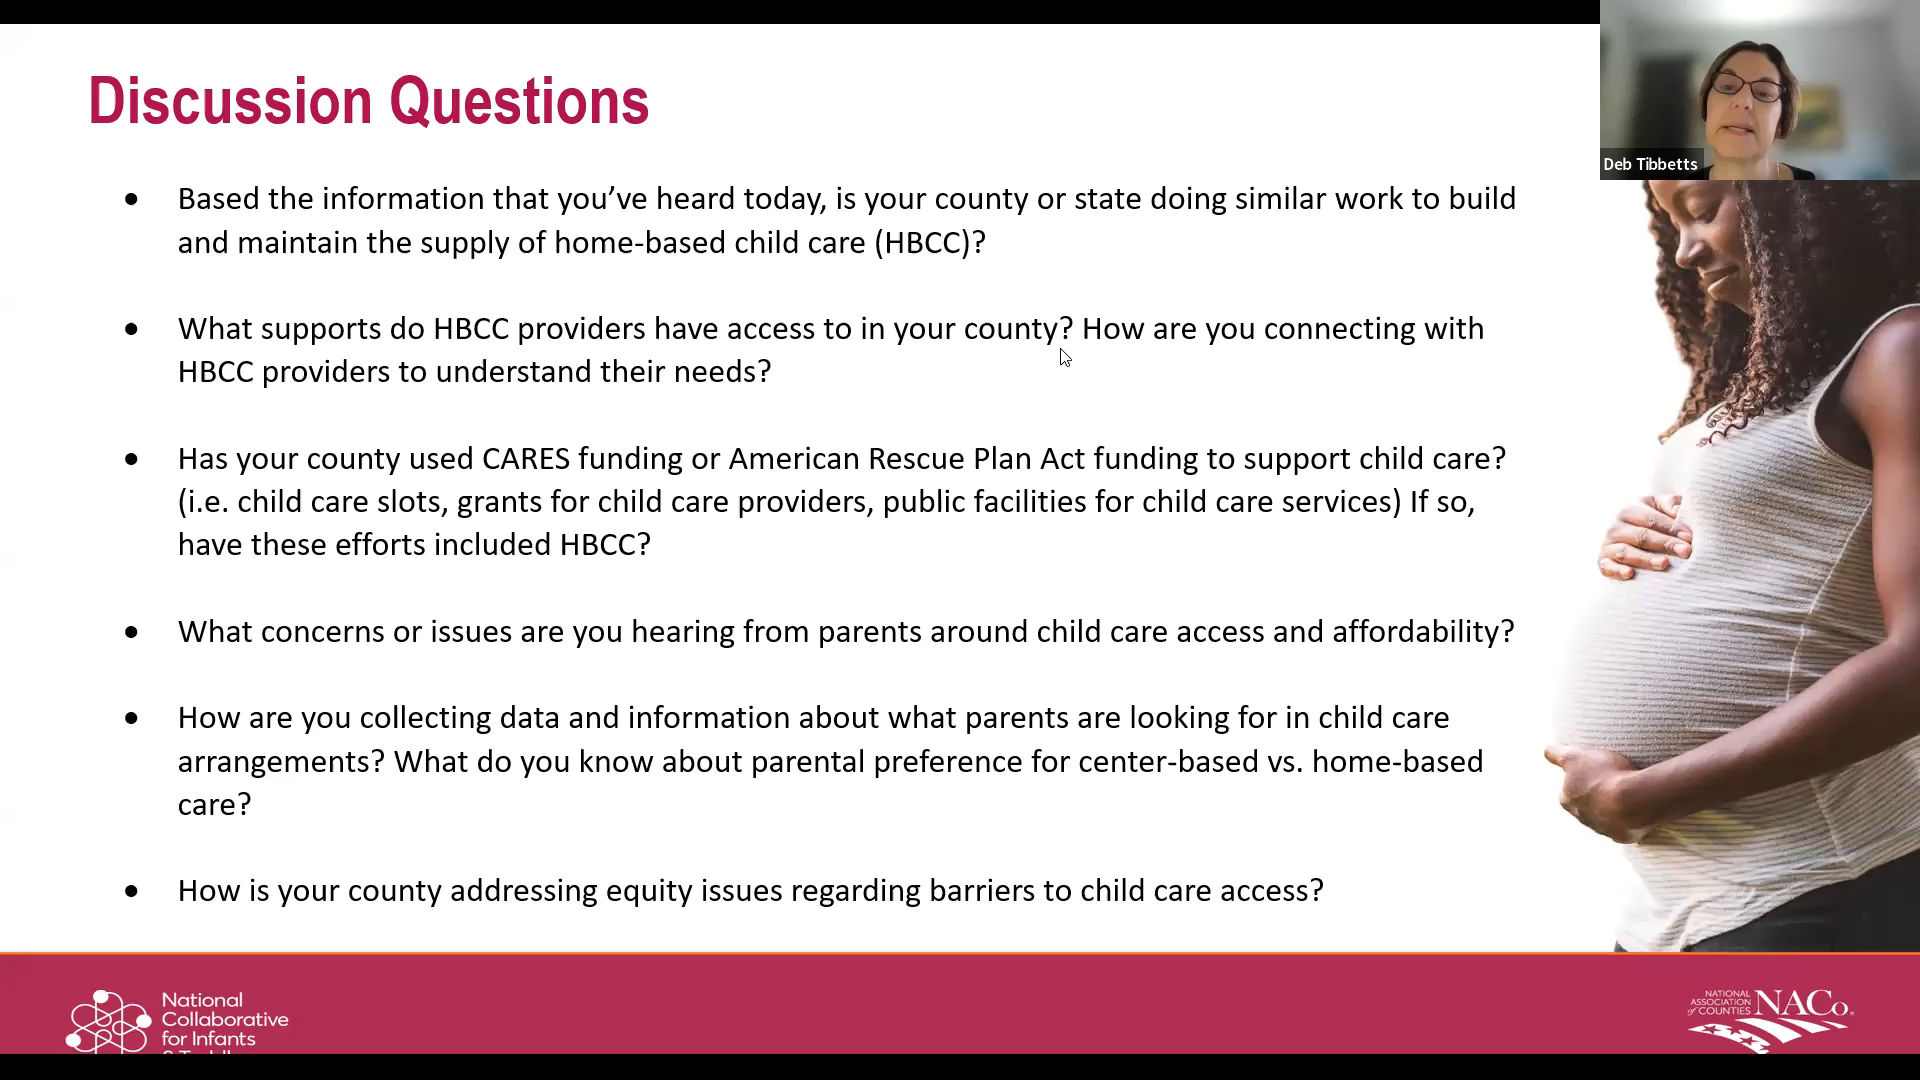 Discussion Questions
Deb Tibbetts
• Based the information that you’ve heard today, is your county or state doing similar work to build
and maintain the supply of home-based child care (HBCC)?
• What supports do HBCC providers have access to in your county? How are you connecting with
HBCC providers to understand their needs?
• Has your county used CARES funding or American Rescue Plan Act funding to support child care?
(i.e. child care slots, grants for child care providers, public facilities for child care services) If so,
have these efforts included HBCC?
• What concerns or issues are you hearing from parents around child care access and affordability?
• How are you collecting data and information about what parents are looking for in child care
arrangements? What do you know about parental preference for center-based vs. home-based
care?
• How is your county addressing equity issues regarding barriers to child care access?
National
Collaborative
for Infants
NATIONAL
ASSOCIATION
of COUNTIES
NACo